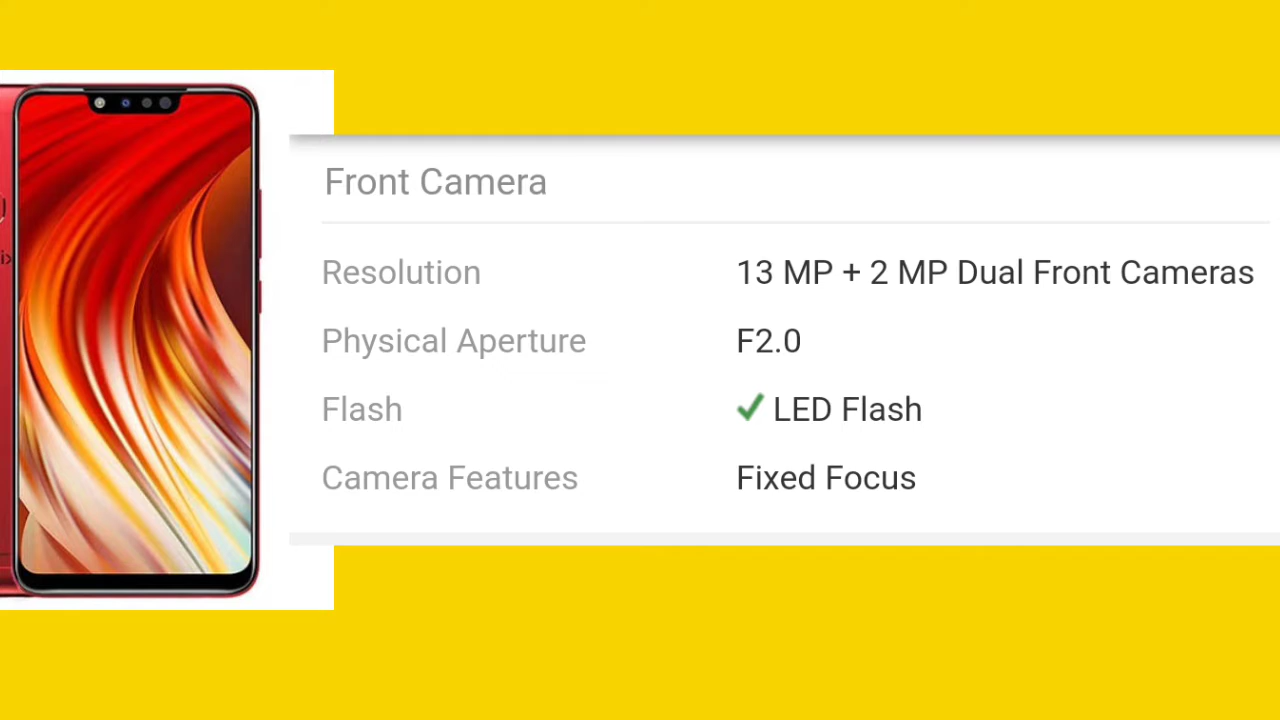 Front Camera
Resolution 13 MP + 2 MP Dual Front Cameras
Physical Aperture F2.0
Flash ✔ LED Flash
Camera Features Fixed Focus